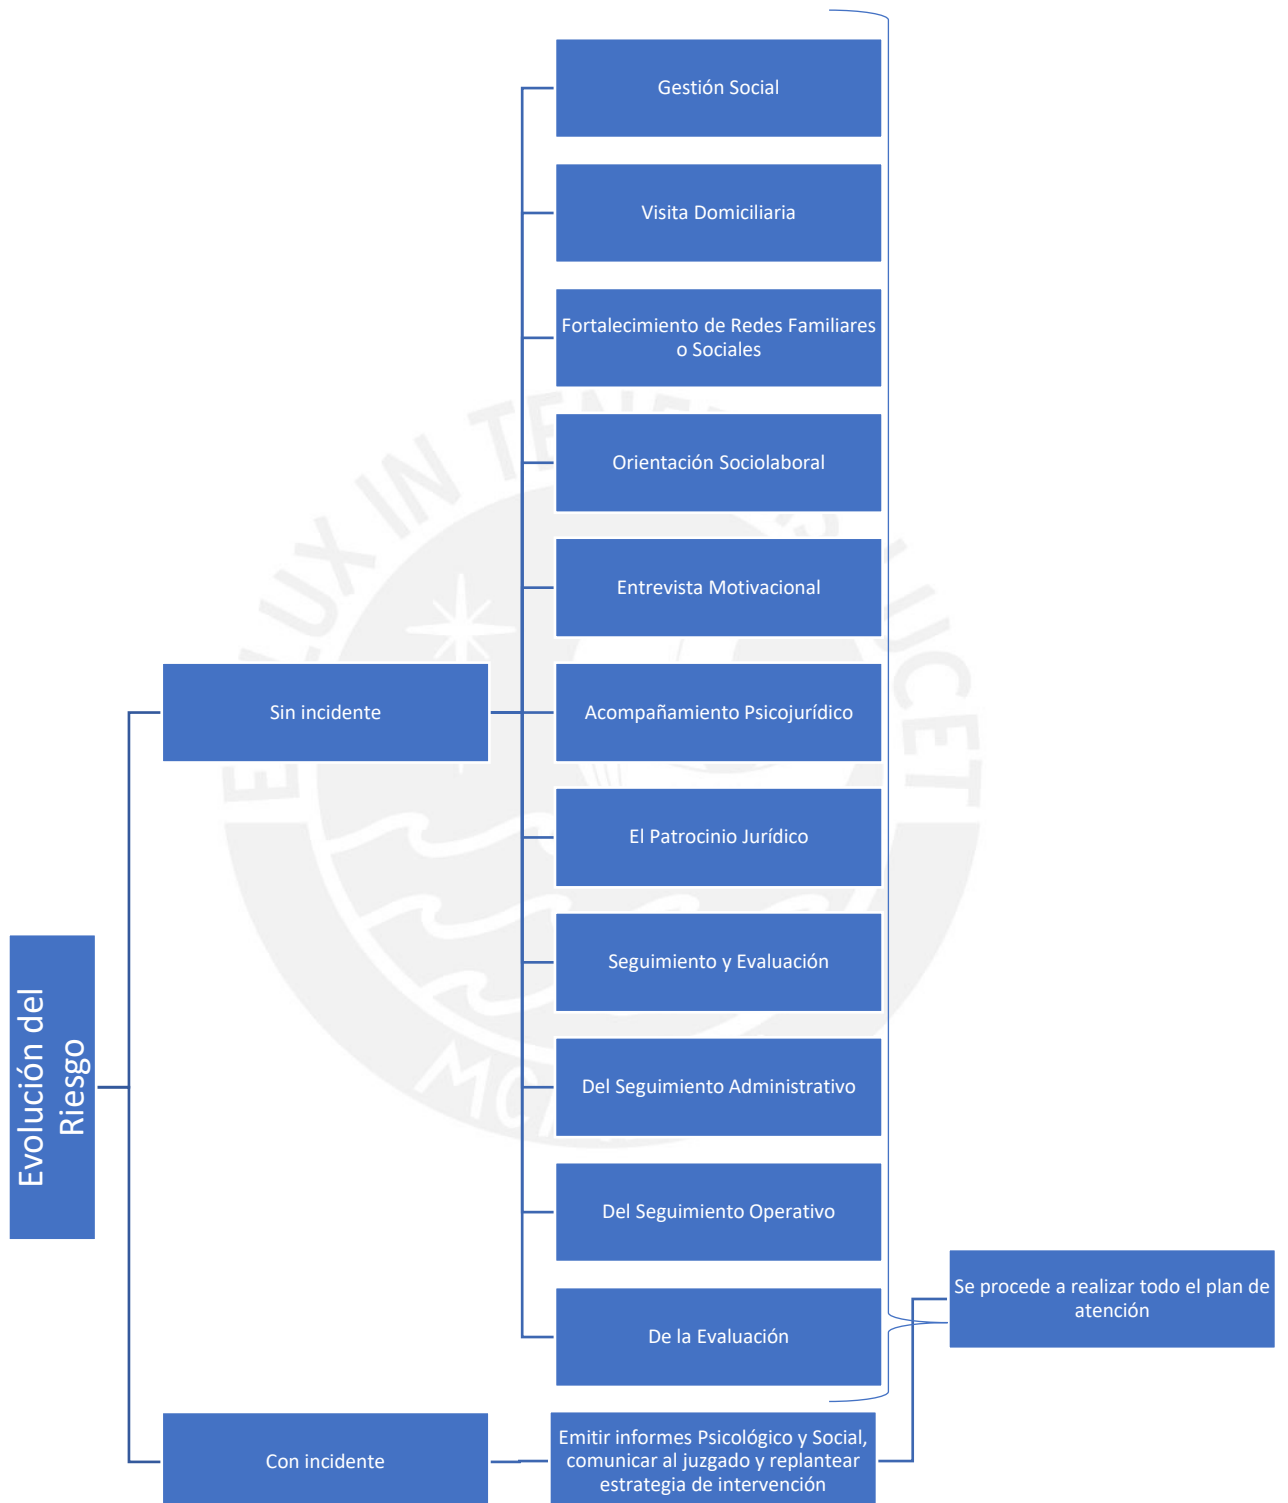 Gestión Social
Visita Domiciliaria
Fortalecimiento de Redes Familiares
o Sociales
Orientación Sociolaboral
Entrevista Motivacional
Sin incidente
Acompañamiento Psicojurídico
El Patrocinio Jurídico
Seguimiento y Evaluación
Evolución del
Riesgo
Del Seguimiento Administrativo
Del Seguimiento Operativo
Se procede a realizar todo el plan de
atención
De la Evaluación
Con incidente
Emitir informes Psicológico y Social,
comunicar al juzgado y replantear
estrategia de intervención
LUX IN